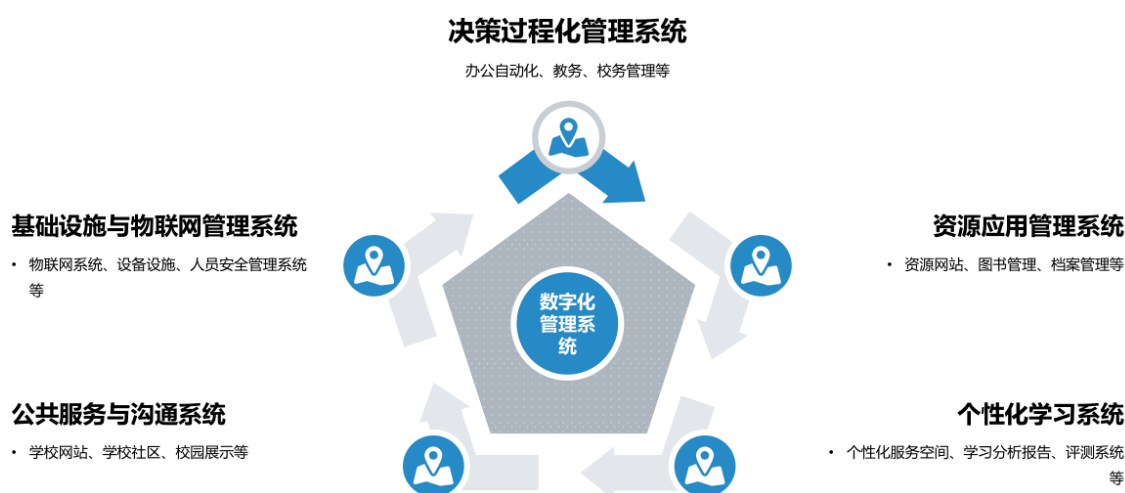 决策过程化管理系统
办公自动化、教务、校务管理等
基础设施与物联网管理系统
• 物联网系统、设备设施、人员安全管理系统
等
资源应用管理系统
• 资源网站、图书管理、档案管理等
数字化
管理系
统
公共服务与沟通系统
• 学校网站、学校社区、校园展示等
个性化学习系统
• 个性化服务空间、学习分析报告、评测系统
等